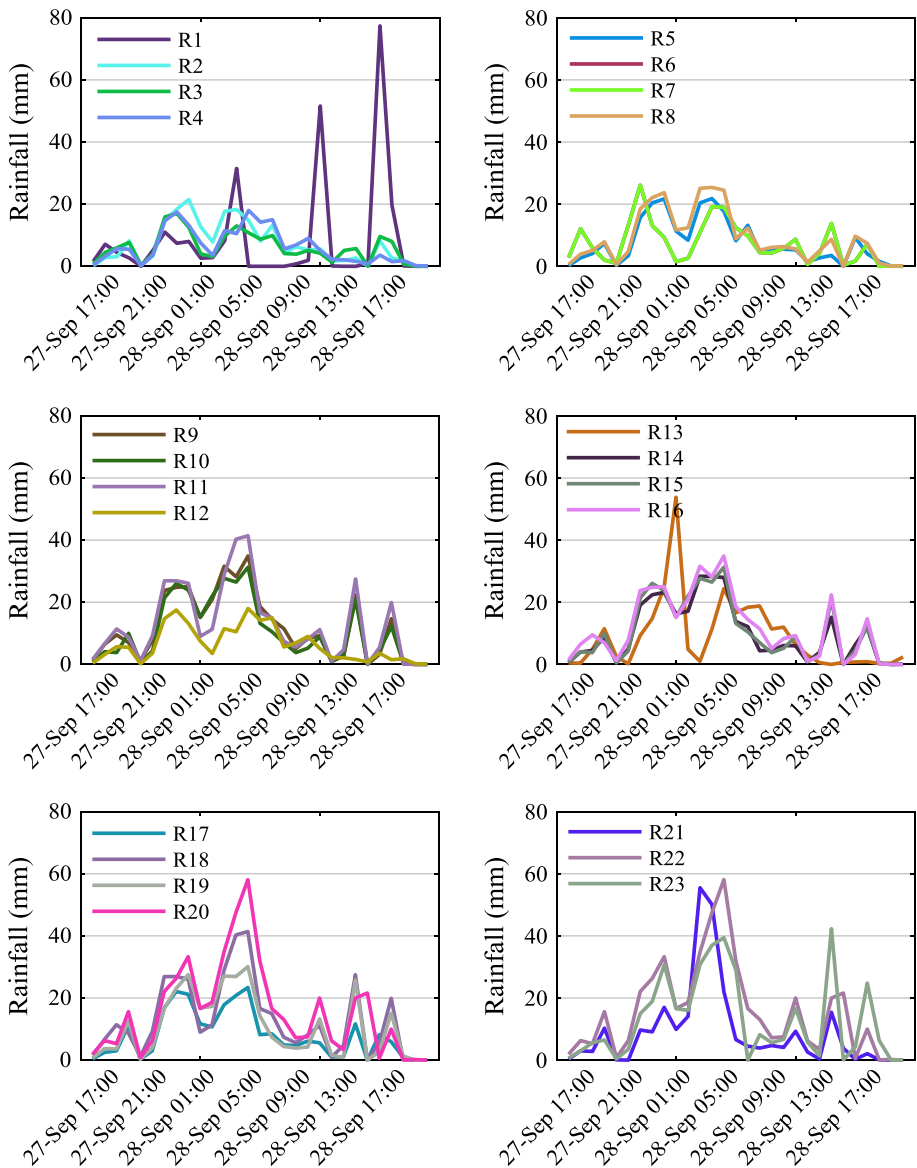 80
60
40
20
0
Rainfall (mm)
R1
R2
R3
R4
27-Sep 17:00
27-Sep 21:00
28-Sep 01:00
28-Sep 05:00
28-Sep 09:00
28-Sep 13:00
28-Sep 17:00
80
60
40
20
0
Rainfall (mm)
R5
R6
R7
R8
27-Sep 17:00
27-Sep 21:00
28-Sep 01:00
28-Sep 05:00
28-Sep 09:00
28-Sep 13:00
28-Sep 17:00
80
60
40
20
0
Rainfall (mm)
R9
R10
R11
R12
27-Sep 17:00
27-Sep 21:00
28-Sep 01:00
28-Sep 05:00
28-Sep 09:00
28-Sep 13:00
28-Sep 17:00
80
60
40
20
0
Rainfall (mm)
R13
R14
R15
R16
27-Sep 17:00
27-Sep 21:00
28-Sep 01:00
28-Sep 05:00
28-Sep 09:00
28-Sep 13:00
28-Sep 17:00
80
60
40
20
0
Rainfall (mm)
R17
R18
R19
R20
27-Sep 17:00
27-Sep 21:00
28-Sep 01:00
28-Sep 05:00
28-Sep 09:00
28-Sep 13:00
28-Sep 17:00
80
60
40
20
0
Rainfall (mm)
R21
R22
R23
27-Sep 17:00
27-Sep 21:00
28-Sep 01:00
28-Sep 05:00
28-Sep 09:00
28-Sep 13:00
28-Sep 17:00